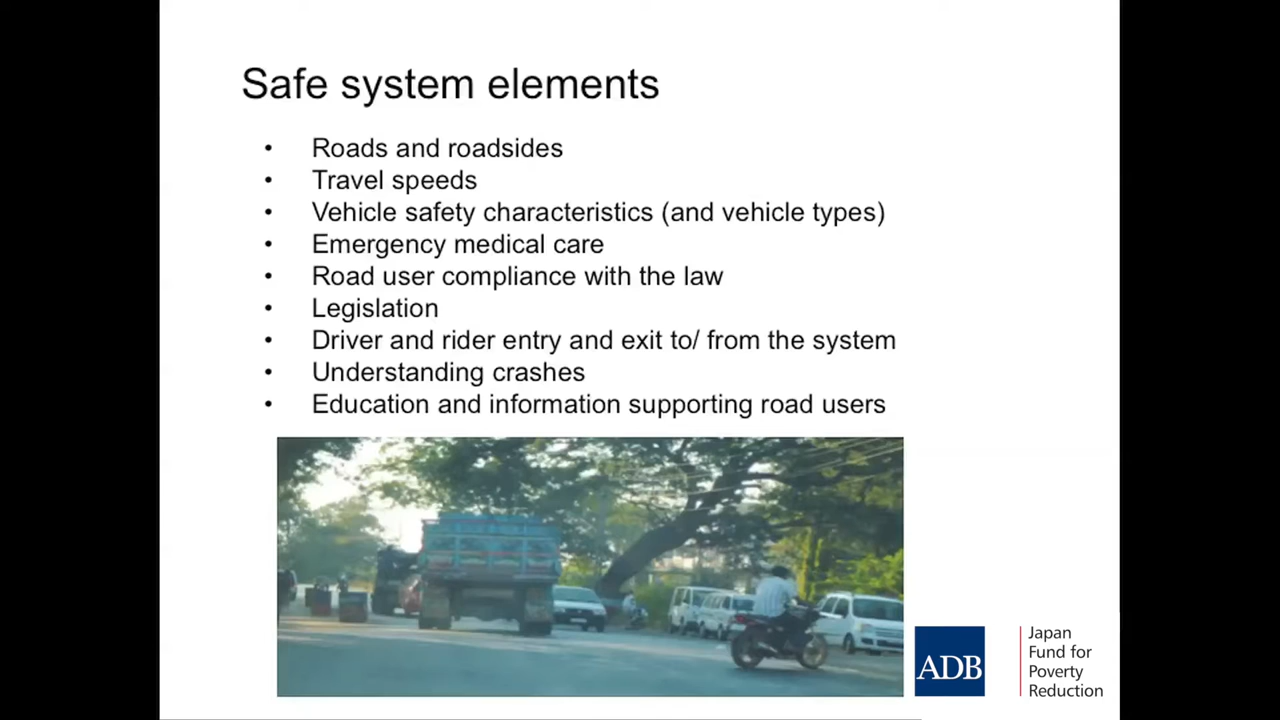 Safe system elements
• Roads and roadsides
• Travel speeds
• Vehicle safety characteristics (and vehicle types)
• Emergency medical care
• Road user compliance with the law
• Legislation
• Driver and rider entry and exit to/ from the system
• Understanding crashes
• Education and information supporting road users
ADB
Japan
Fund for
Poverty
Reduction